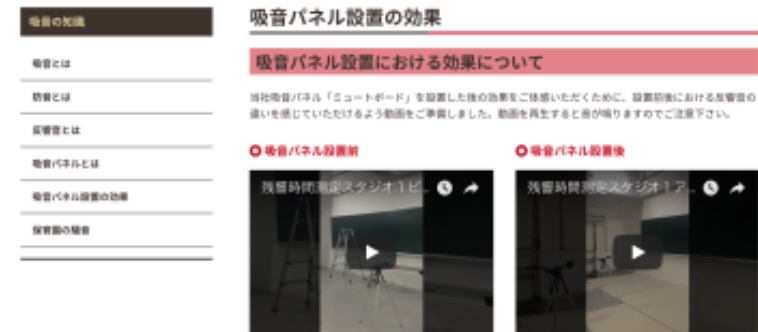 吸音の知識
吸音とは
防音とは
反響音とは
吸音パネルとは
吸音パネル設置の効果
保育園の騒音
吸音パネル設置の効果
吸音パネル設置における効果について
当社吸音パネル「ミュートボード」を設置した後の効果をご体感いただくために、設置前後における反響音の
違いを感じていただけるよう動画をご準備しました。動画を再生すると音が鳴りますのでご注意下さい。
吸音パネル設置前
吸音パネル設置後
残響時間測定スタジオ1ビ...
残響時間測定スタジオ1ア...